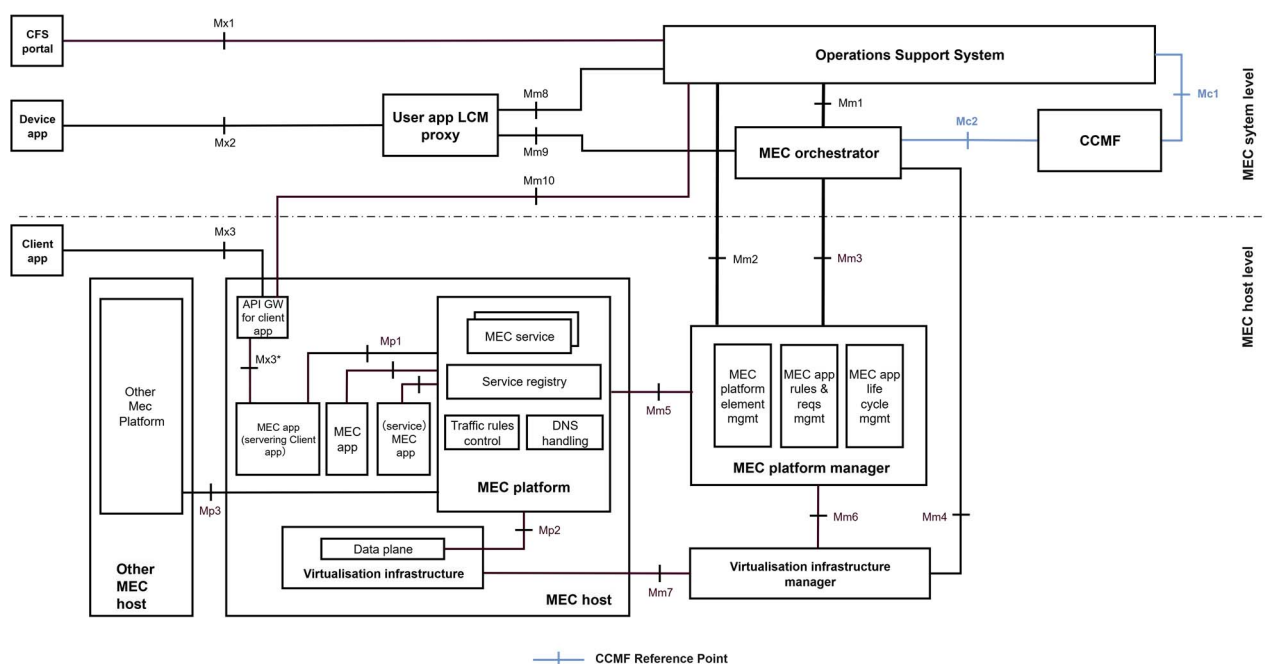 CFS
portal
Mx1
Operations Support System
Mc1
MEC sytem level
Device
app
Mx2
User app LCM
proxy
Mm8
Mm9
Mm1
MEC orchestrator
Mc2
CCMF
Mm10
Client
app
Mx3
Mm2
Mm3
MEC host level
API GW
for client
app
Mx3*
Mp1
MEC service
Service registry
Traffic rules
control
DNS
handling
MEC platform
Other
Mec
Platform
MEC app
(servering Client
app)
MEC
app
(service)
MEC
app
Mm5
MEC
platform
element
mgmt
MEC app
rules &
reqs
mgmt
MEC app
life
cycle
mgmt
MEC platform manager
Mp3
Mp2
Mm6
Mm4
Data plane
Virtualisation infrastructure
Other
MEC
host
MEC host
Mm7
Virtualisation infrastructure
manager
CCMF Reference Point